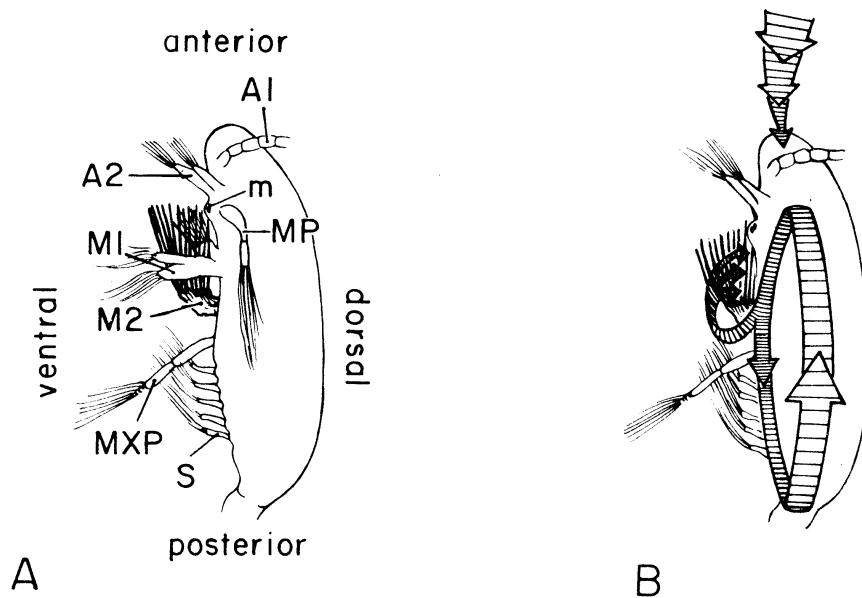 anterior
A1
A2
m
MP
M1
M2
ventral
dorsal
MXP
S
posterior
A
B